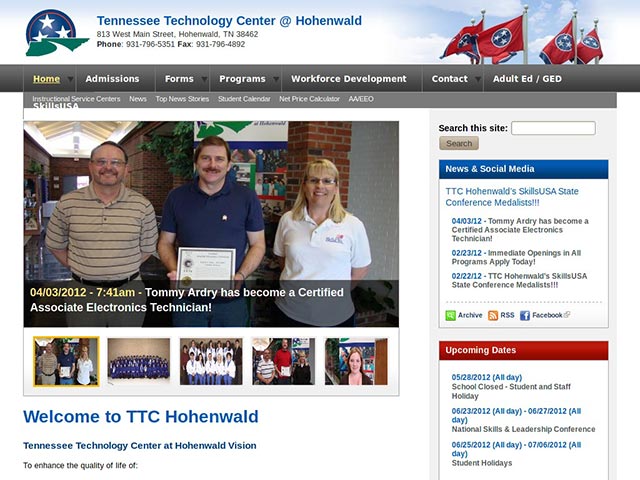 Tennessee Technology Center @ Hohenwald
813 West Main Street, Hohenwald, TN 38462
Phone: 931-796-5351 Fax: 931-796-4892
Home
Admissions
Forms
Programs
Workforce Development
Contact
Adult Ed / GED
SkillsUSA
Instructional Service Centers
News
Top News Stories
Student Calendar
Net Price Calculator
AA/EEO
at Hohenwald
04/03/2012 - 7:41am - Tommy Ardry has become a Certified
Associate Electronics Technician!
Welcome to TTC Hohenwald
Tennessee Technology Center at Hohenwald Vision
To enhance the quality of life of:
Search this site:
Search
News & Social Media
TTC Hohenwald's SkillsUSA State
Conference Medalists!!!
04/03/12 - Tommy Ardry has become a
Certified Associate Electronics
Technician!
02/23/12 - Immediate Openings in All
Programs Apply Today!
02/22/12 - TTC Hohenwald's SkillsUSA
State Conference Medalists!!!
Archive
RSS
Facebook
Upcoming Dates
05/28/2012 (All day)
School Closed - Student and Staff
Holiday
06/23/2012 (All day) - 06/27/2012 (All
day)
National Skills & Leadership Conference
06/25/2012 (All day) - 07/06/2012 (All
day)
Student Holidays